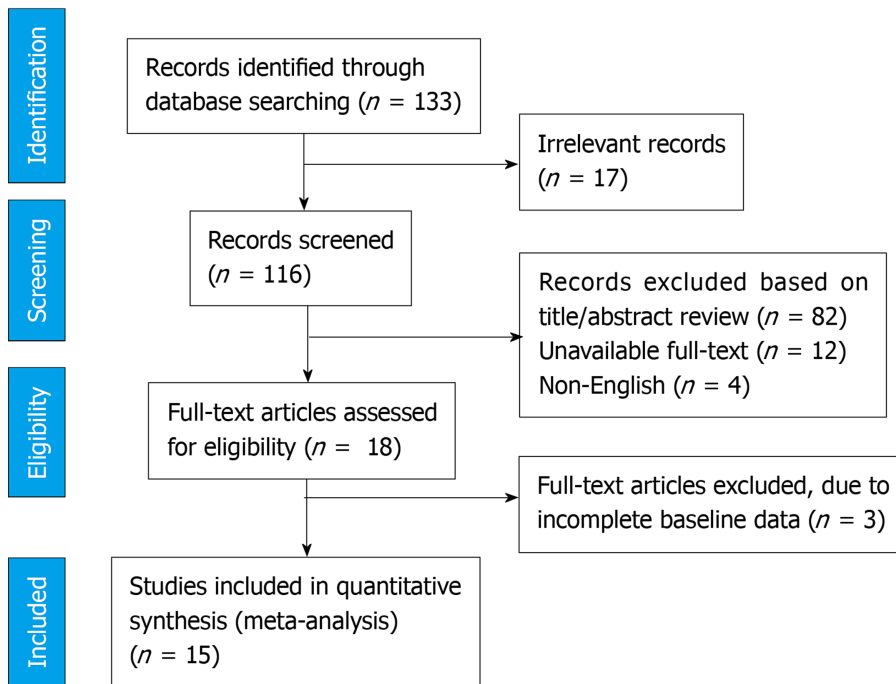 Identification
Records identified through
database searching (n = 133)
Irrelevant records
(n = 17)
Screening
Records screened
(n = 116)
Records excluded based on
title/abstract review (n = 82)
Unavailable full-text (n = 12)
Non-English (n = 4)
Eligibility
Full-text articles assessed
for eligibility (n = 18)
Full-text articles excluded, due to
incomplete baseline data (n = 3)
Included
Studies included in quantitative
synthesis (meta-analysis)
(n = 15)